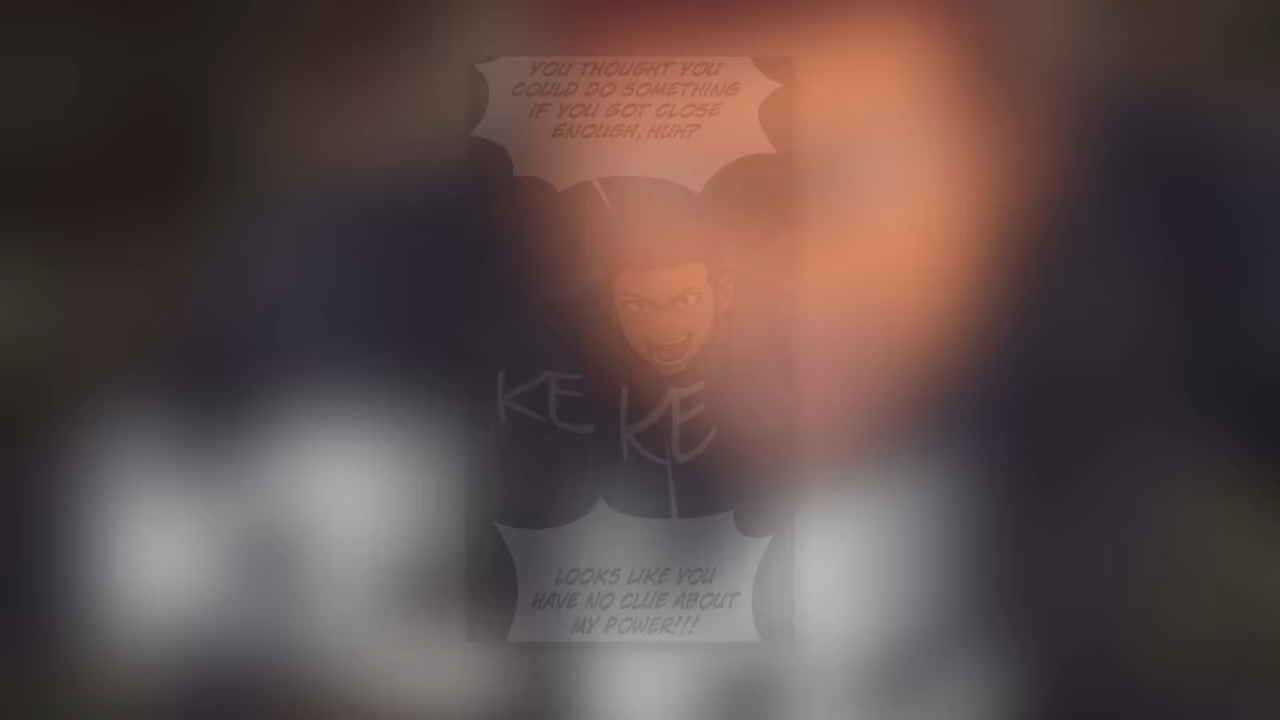 YOU THOUGHT YOU
COULD DO SOMETHING
IF YOU GOT CLOSE
ENOUGH, HUH?
KE KE
LOOKS LIKE YOU
HAVE NO CLUE ABOUT
MY POWER!!!